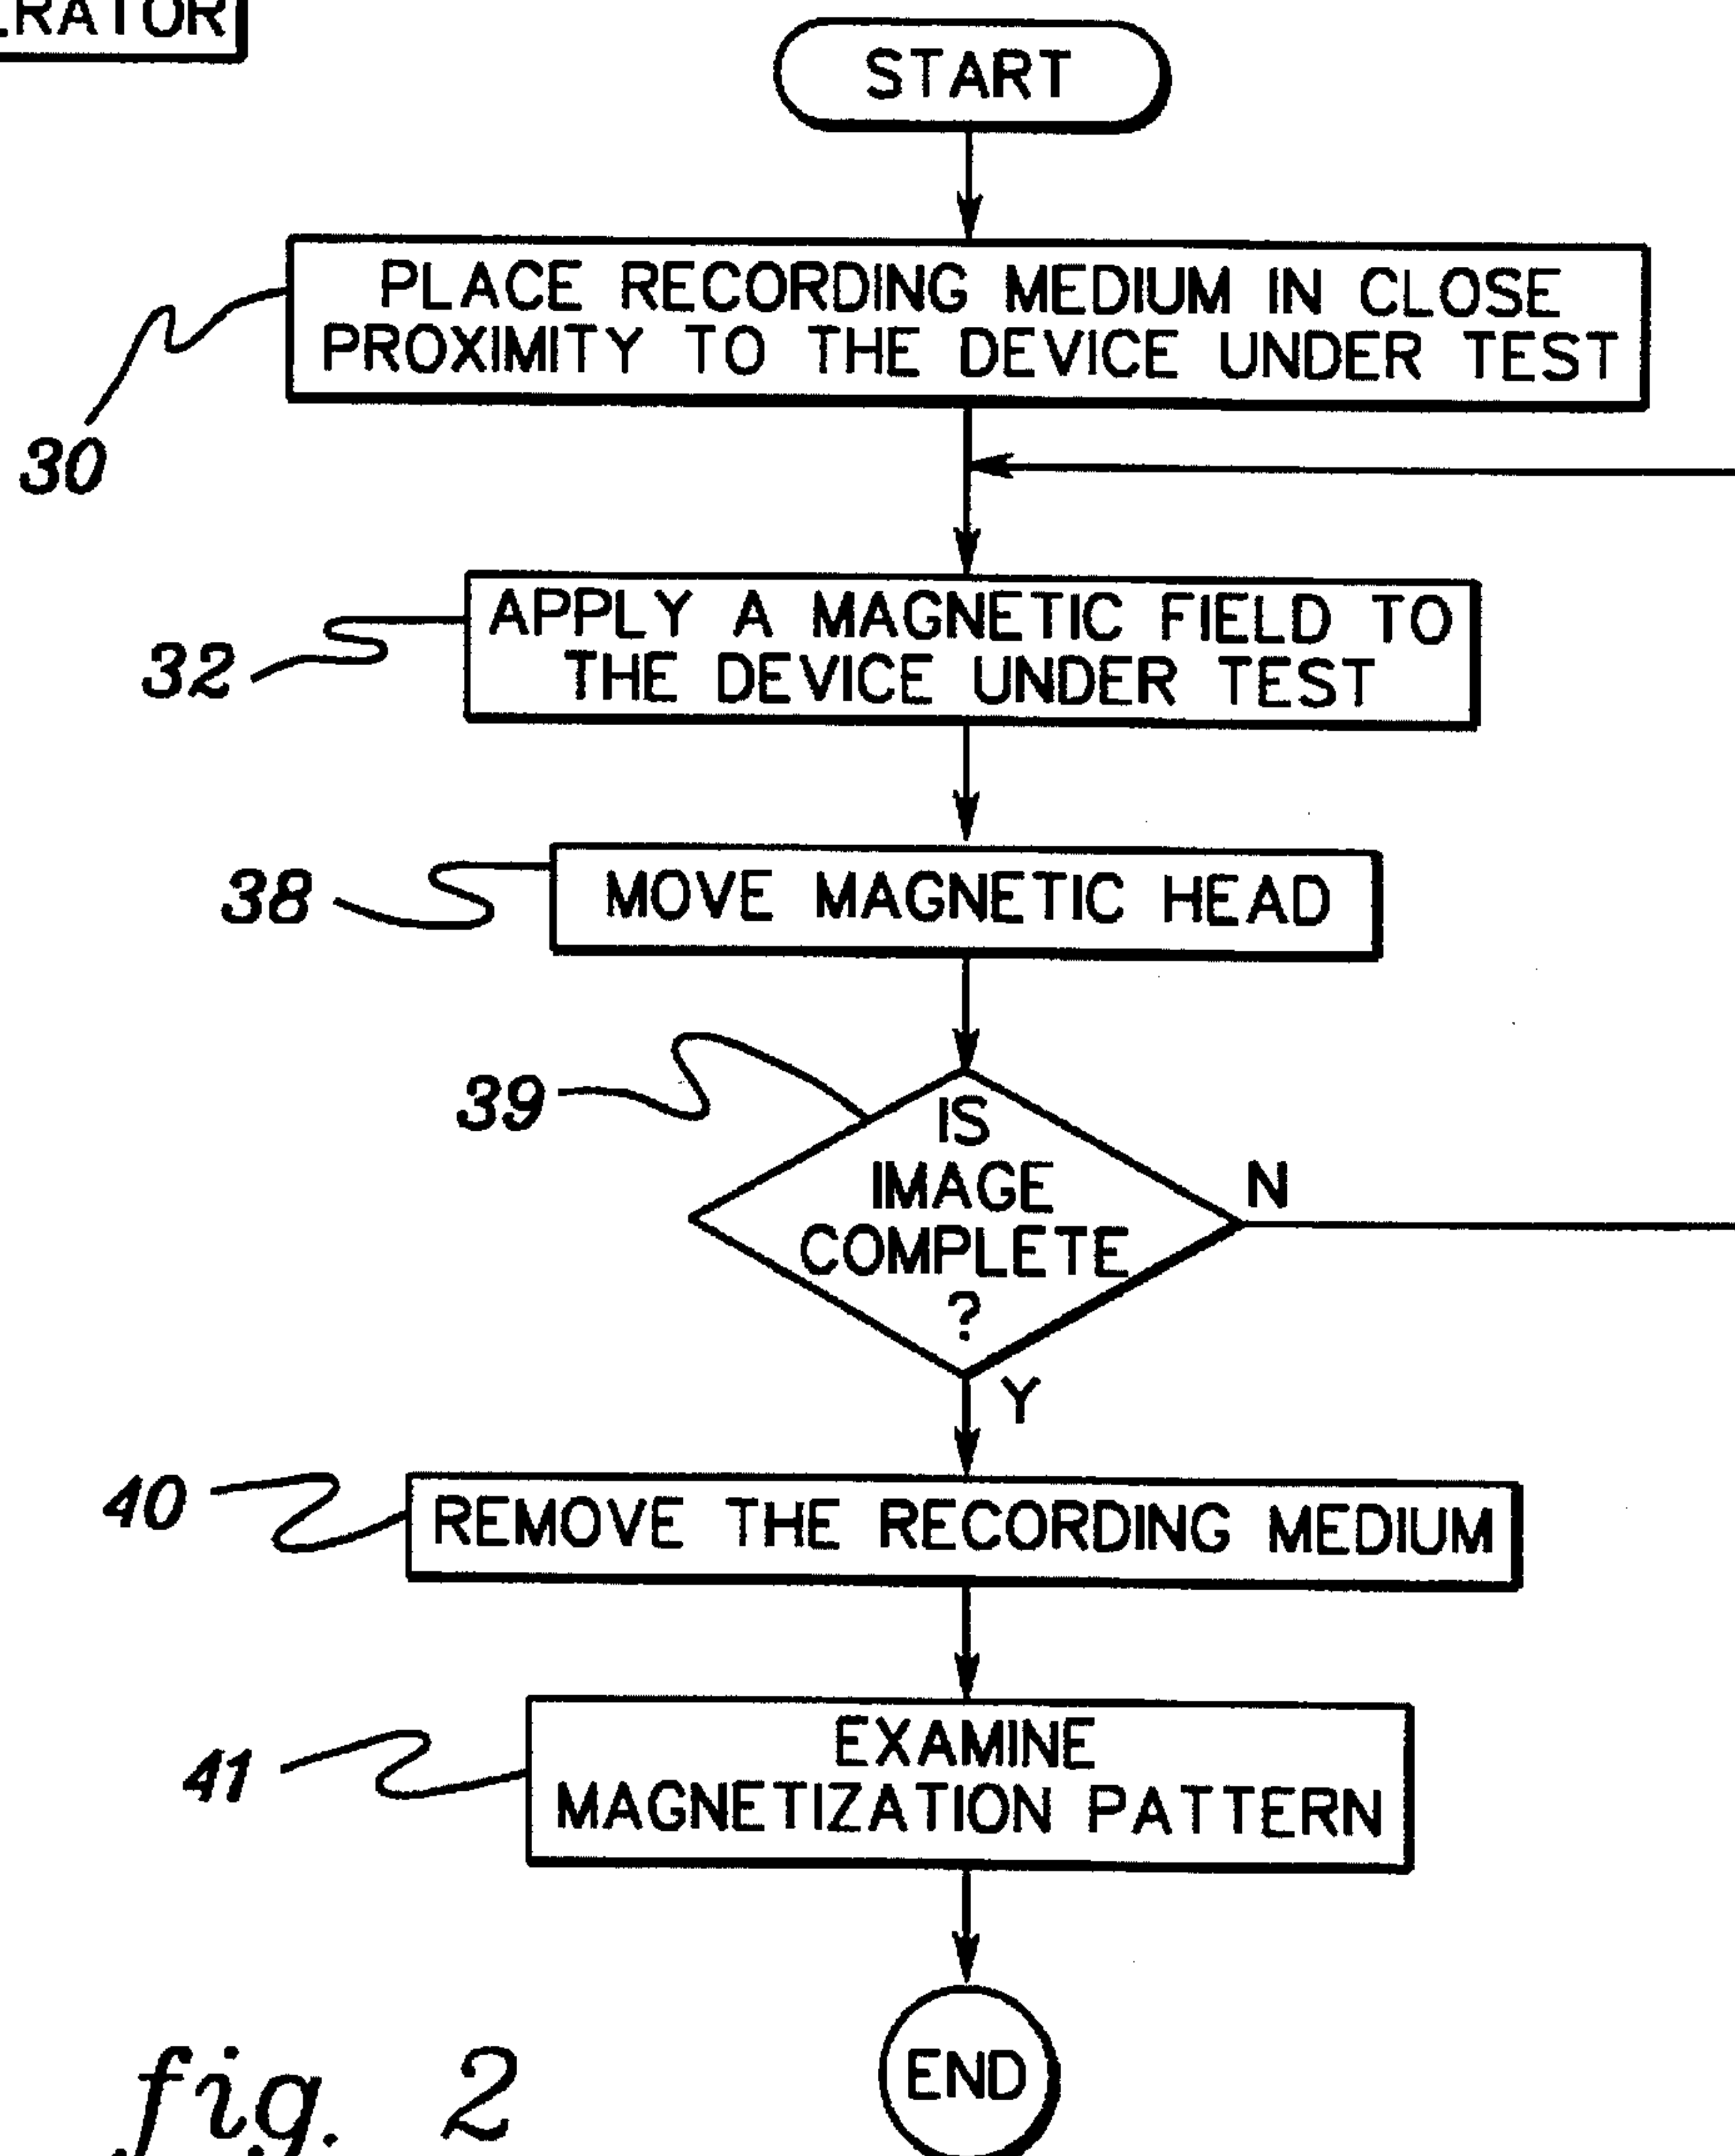 START
PLACE RECORDING MEDIUM IN CLOSE
PROXIMITY TO THE DEVICE UNDER TEST
30
APPLY A MAGNETIC FIELD TO
THE DEVICE UNDER TEST
32
MOVE MAGNETIC HEAD
38
39
IS
IMAGE
COMPLETE
?
N
Y
40
REMOVE THE RECORDING MEDIUM
EXAMINE
MAGNETIZATION PATTERN
41
END
fig. 2